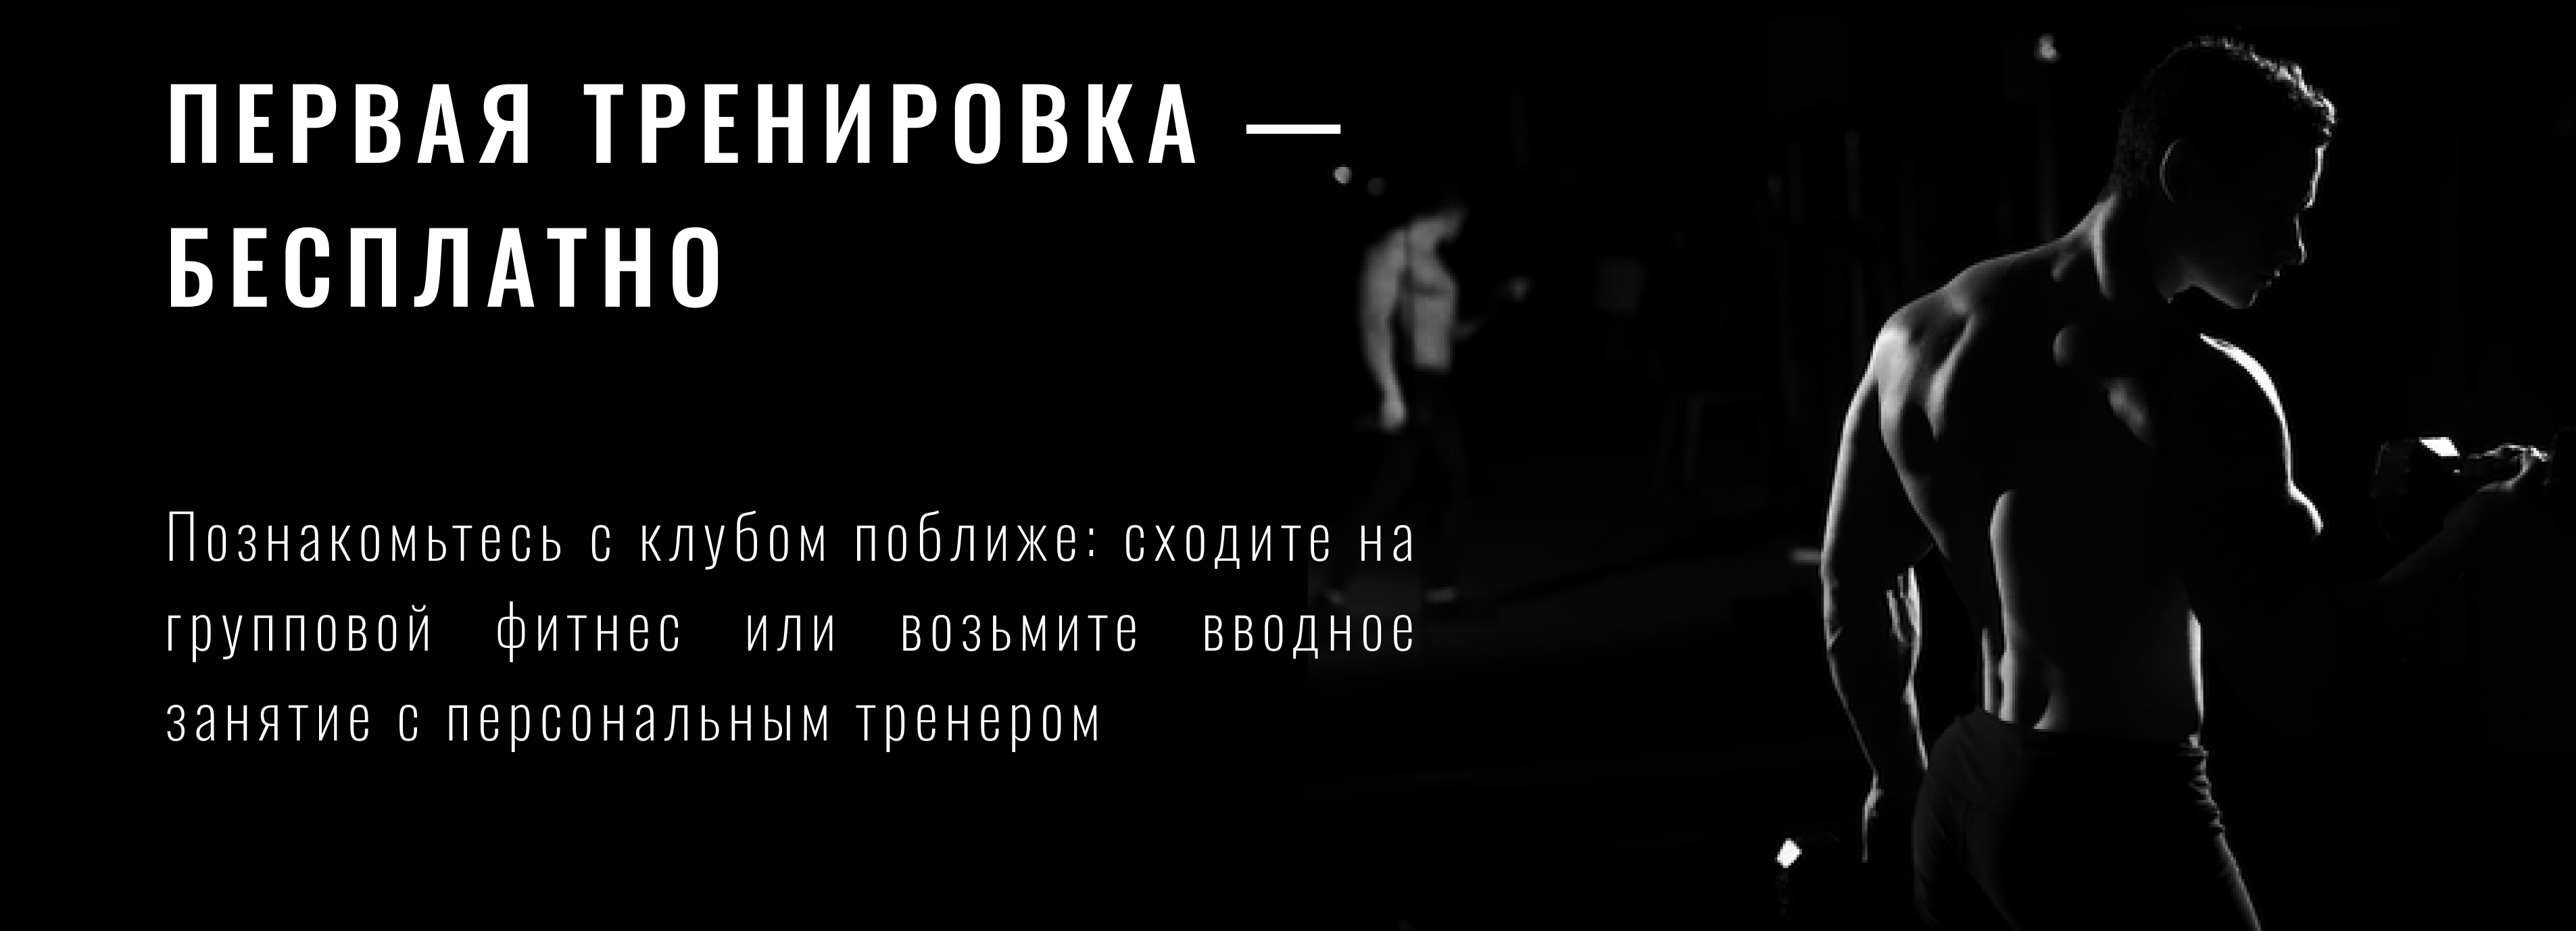 ПЕРВАЯ ТРЕНИРОВКА —
БЕСПЛАТНО
Познакомьтесь с клубом поближе: сходите на
групповой фитнес или возьмите вводное
занятие с персональным тренером